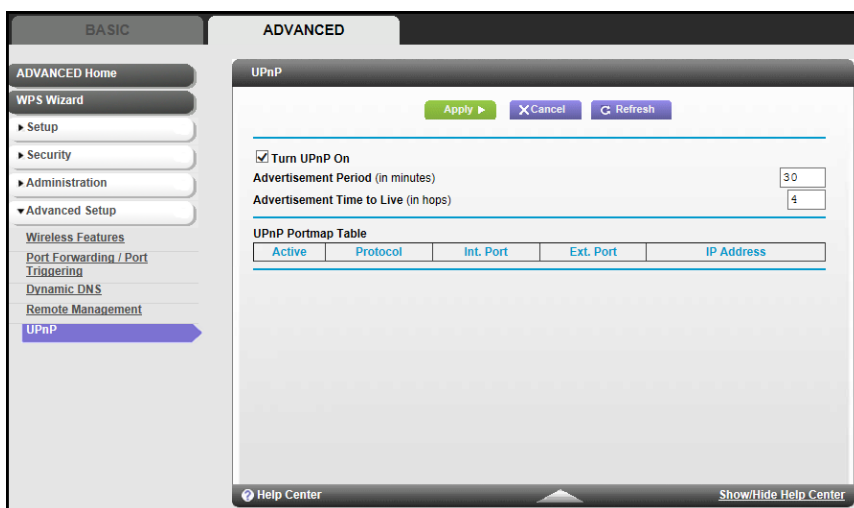 BASIC
ADVANCED
ADVANCED Home
WPS Wizard
Setup
Security
Administration
Advanced Setup
Wireless Features
Port Forwarding / Port
Triggering
Dynamic DNS
Remote Management
UPnP
UPnP
Apply
Cancel
Refresh
Turn UPnP On
Advertisement Period (in minutes) 30
Advertisement Time to Live (in hops) 4
UPnP Portmap Table
Active Protocol Int. Port Ext. Port IP Address
Help Center
Show/Hide Help Center